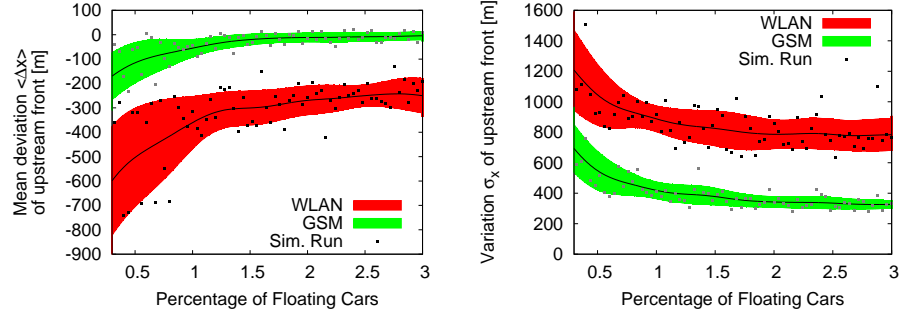 Mean deviation <Δx>
of upstream front [m]
100
0
-100
-200
-300
-400
-500
-600
-700
-800
-900
WLAN
GSM
Sim. Run
0.5
1
1.5
2
2.5
3
Percentage of Floating Cars
Variation σx of upstream front [m]
1600
1400
1200
1000
800
600
400
200
0
WLAN
GSM
Sim. Run
0.5
1
1.5
2
2.5
3
Percentage of Floating Cars